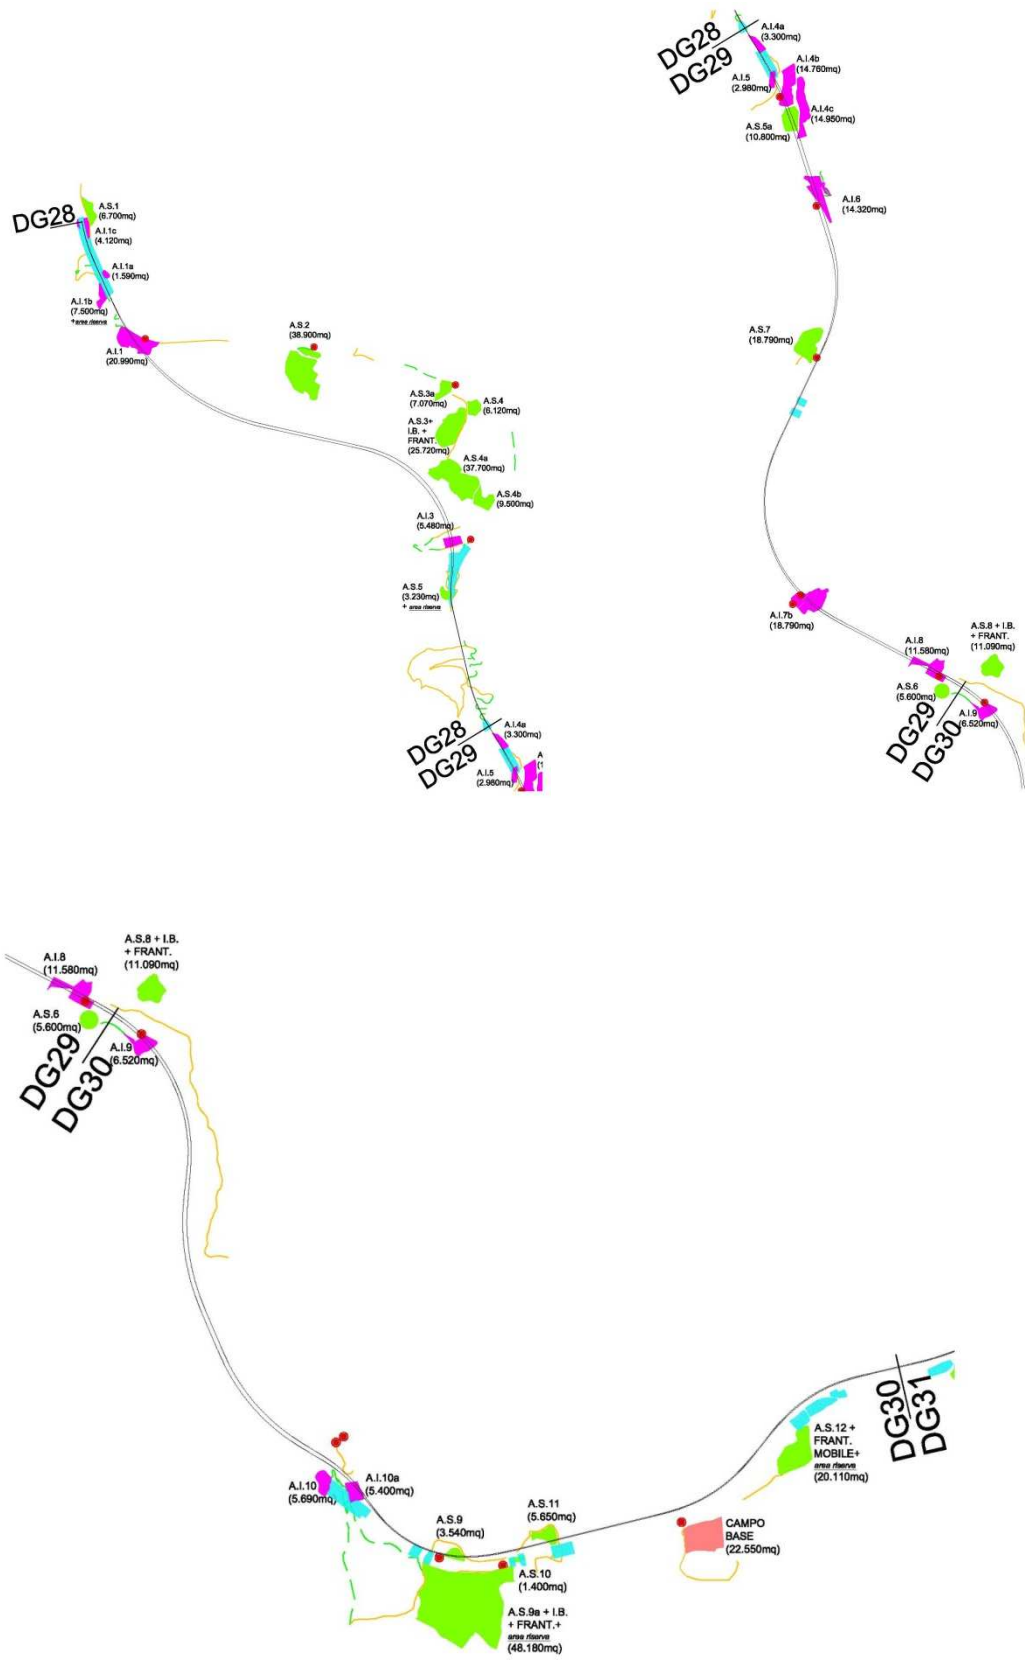 DG28
A.S.1
(6.700mq)
A.I.1c
(4.120mq)
A.I.1a
(1.590mq)
A.I.1b
(7.500mq)
+area riserva
A.I.1
(20.990mq)
A.S.2
(38.900mq)
A.S.3a
(7.070mq)
A.S.4
(6.120mq)
A.S.3+
I.B. +
FRANT.
(25.720mq)
A.S.4a
(37.700mq)
A.S.4b
(9.500mq)
A.I.3
(5.480mq)
A.S.5
(3.230mq)
+ area riserva
DG28
DG29
A.I.4a
(3.300mq)
A.I.5
(2.980mq)
A
(1
DG28
DG29
A.I.4a
(3.300mq)
A.I.4b
(14.760mq)
A.I.5
(2.980mq)
A.I.4c
(14.950mq)
A.S.5a
(10.800mq)
A.I.6
(14.320mq)
A.S.7
(18.790mq)
A.I.7b
(18.790mq)
A.I.8
(11.580mq)
A.S.8 + I.B.
+ FRANT.
(11.090mq)
A.S.6
(5.600mq)
DG29
DG30
A.I.9
(6.520mq)
A.S.8 + I.B.
+ FRANT.
(11.090mq)
A.I.8
(11.580mq)
A.S.6
(5.600mq)
DG29
DG30
A.I.9
(6.520mq)
A.I.10
(5.690mq)
A.I.10a
(5.400mq)
A.S.9
(3.540mq)
A.S.11
(5.650mq)
A.S.10
(1.400mq)
A.S.9a + I.B.
+ FRANT.+
area riserva
(48.180mq)
CAMPO
BASE
(22.550mq)
A.S.12 +
FRANT.
MOBILE+
area riserva
(20.110mq)
DG30
DG31